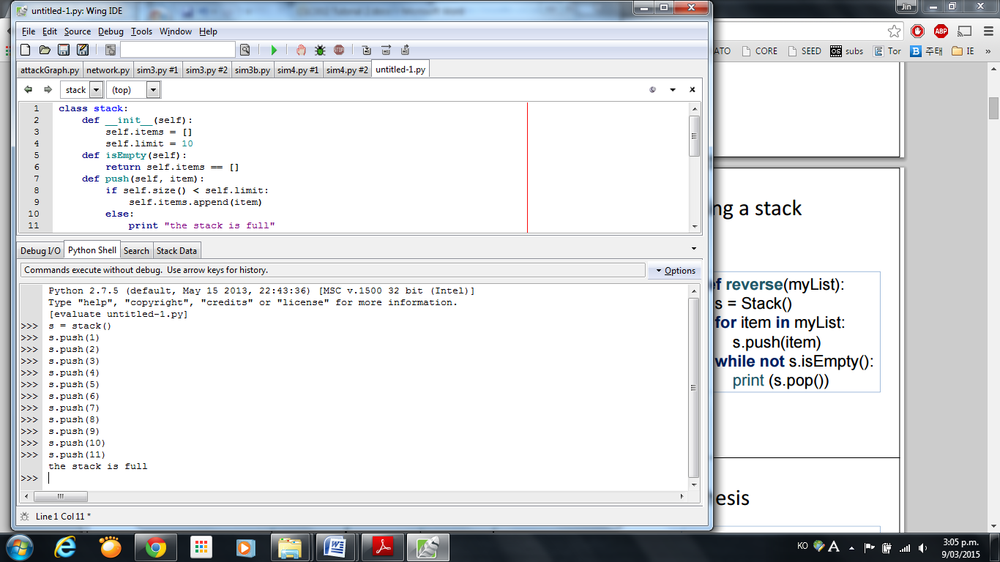 untitled-1.py: Wing IDE
Jin
File Edit Source Debug Tools Window Help
ABP
ATO CORE SEED OS subs Tor B 주태 IE »
attackGraph.py network.py sim3.py #1 sim3.py #2 sim3b.py sim4.py #1 sim4.py #2 untitled-1.py
stack (top)
1 class stack:
2 def __init__(self):
3 self.items = []
4 self.limit = 10
5 def isEmpty(self):
6 return self.items == []
7 def push(self, item):
8 if self.size() < self.limit:
9 self.items.append(item)
10 else:
11 print "the stack is full"
Debug I/O Python Shell Search Stack Data
Commands execute without debug. Use arrow keys for history.
Options
Python 2.7.5 (default, May 15 2013, 22:43:36) [MSC v.1500 32 bit (Intel)]
Type "help", "copyright", "credits" or "license" for more information.
[evaluate untitled-1.py]
>>> s = stack()
>>> s.push(1)
>>> s.push(2)
>>> s.push(3)
>>> s.push(4)
>>> s.push(5)
>>> s.push(6)
>>> s.push(7)
>>> s.push(8)
>>> s.push(9)
>>> s.push(10)
>>> s.push(11)
the stack is full
>>>
Line 1 Col 11 *
ng a stack
ef reverse(myList):
s = Stack()
for item in myList:
s.push(item)
while not s.isEmpty():
print (s.pop())
esis
KO A
3:05 p.m.
9/03/2015